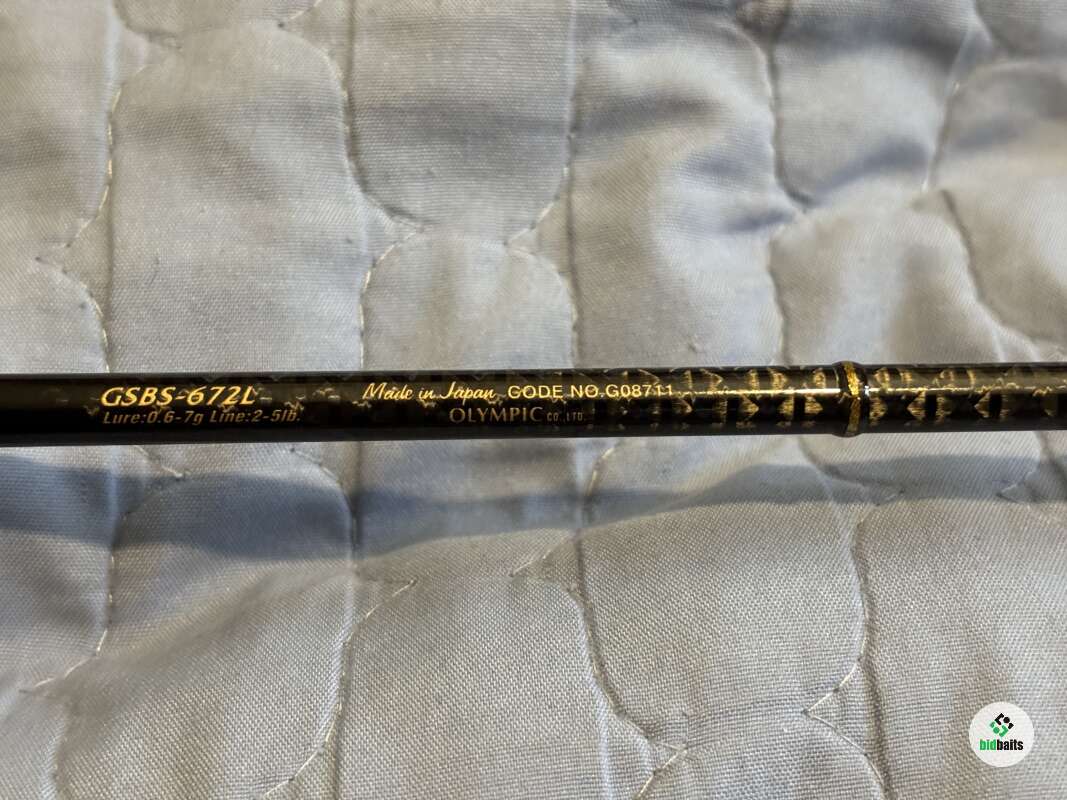 GSBS-672L
Lure:0.6-7g Line:2-5lb.
Made in Japan CODE NO.G08711
OLYMPIC CO.,LTD.
bidbaits